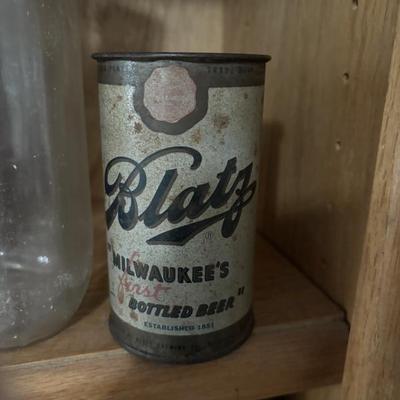 Blatz
"MILWAUKEE'S
first
BOTTLED BEER"
ESTABLISHED 1851